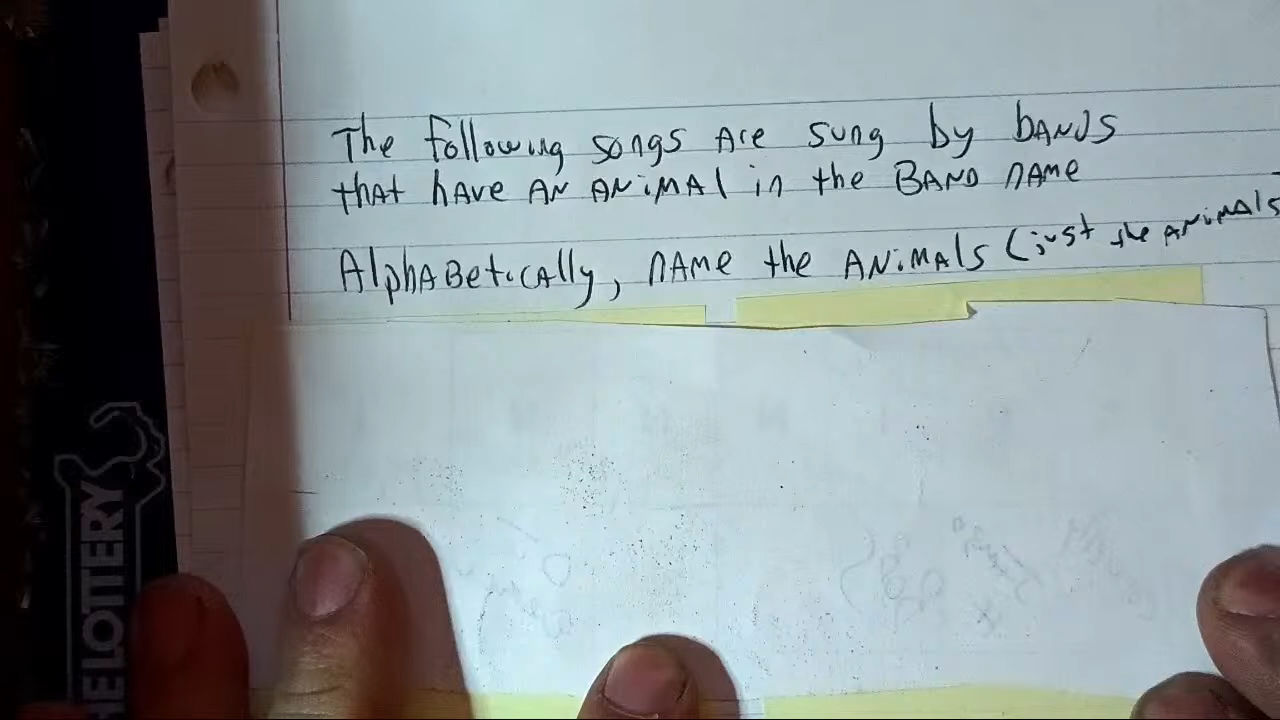 The following songs are sung by bands
that have an animal in the Band name
Alphabetically, name the animals (just the animals
THE LOTTERY